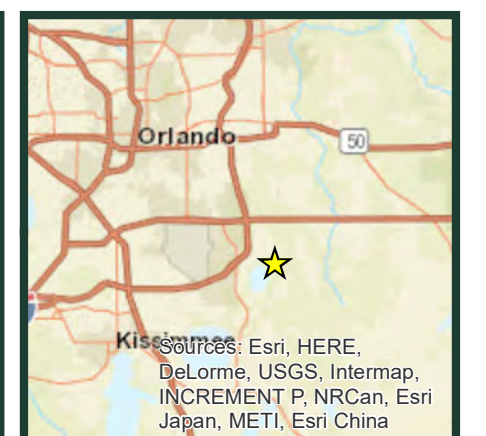 Orlando
50
Kissimmee
Sources: Esri, HERE,
DeLorme, USGS, Intermap,
INCREMENT P, NRCan, Esri
Japan, METI, Esri China